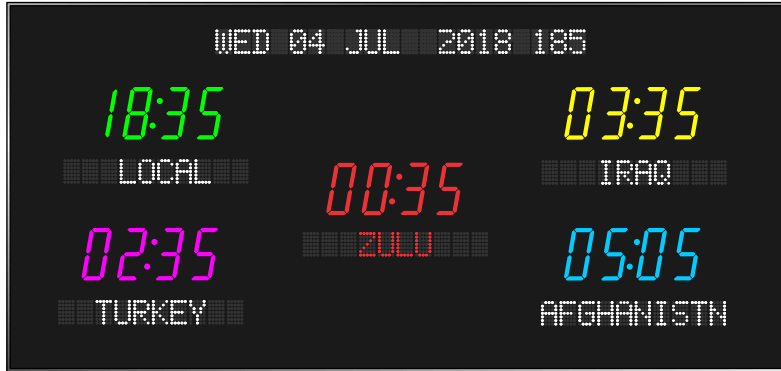 WED 04 JUL 2018 185
18:35
03:35
LOCAL
IRAQ
00:35
ZULU
02:35
05:05
TURKEY
AFGHANISTN